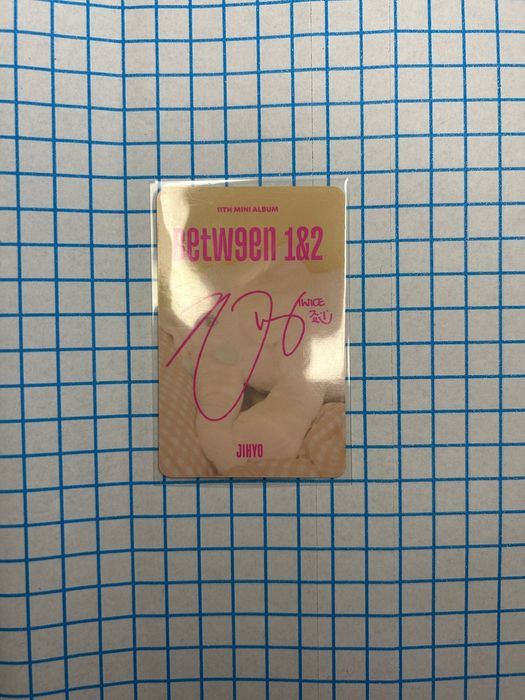 11TH MINI ALBUM
Betw9en 1&2
TWICE
지효
JIHYO